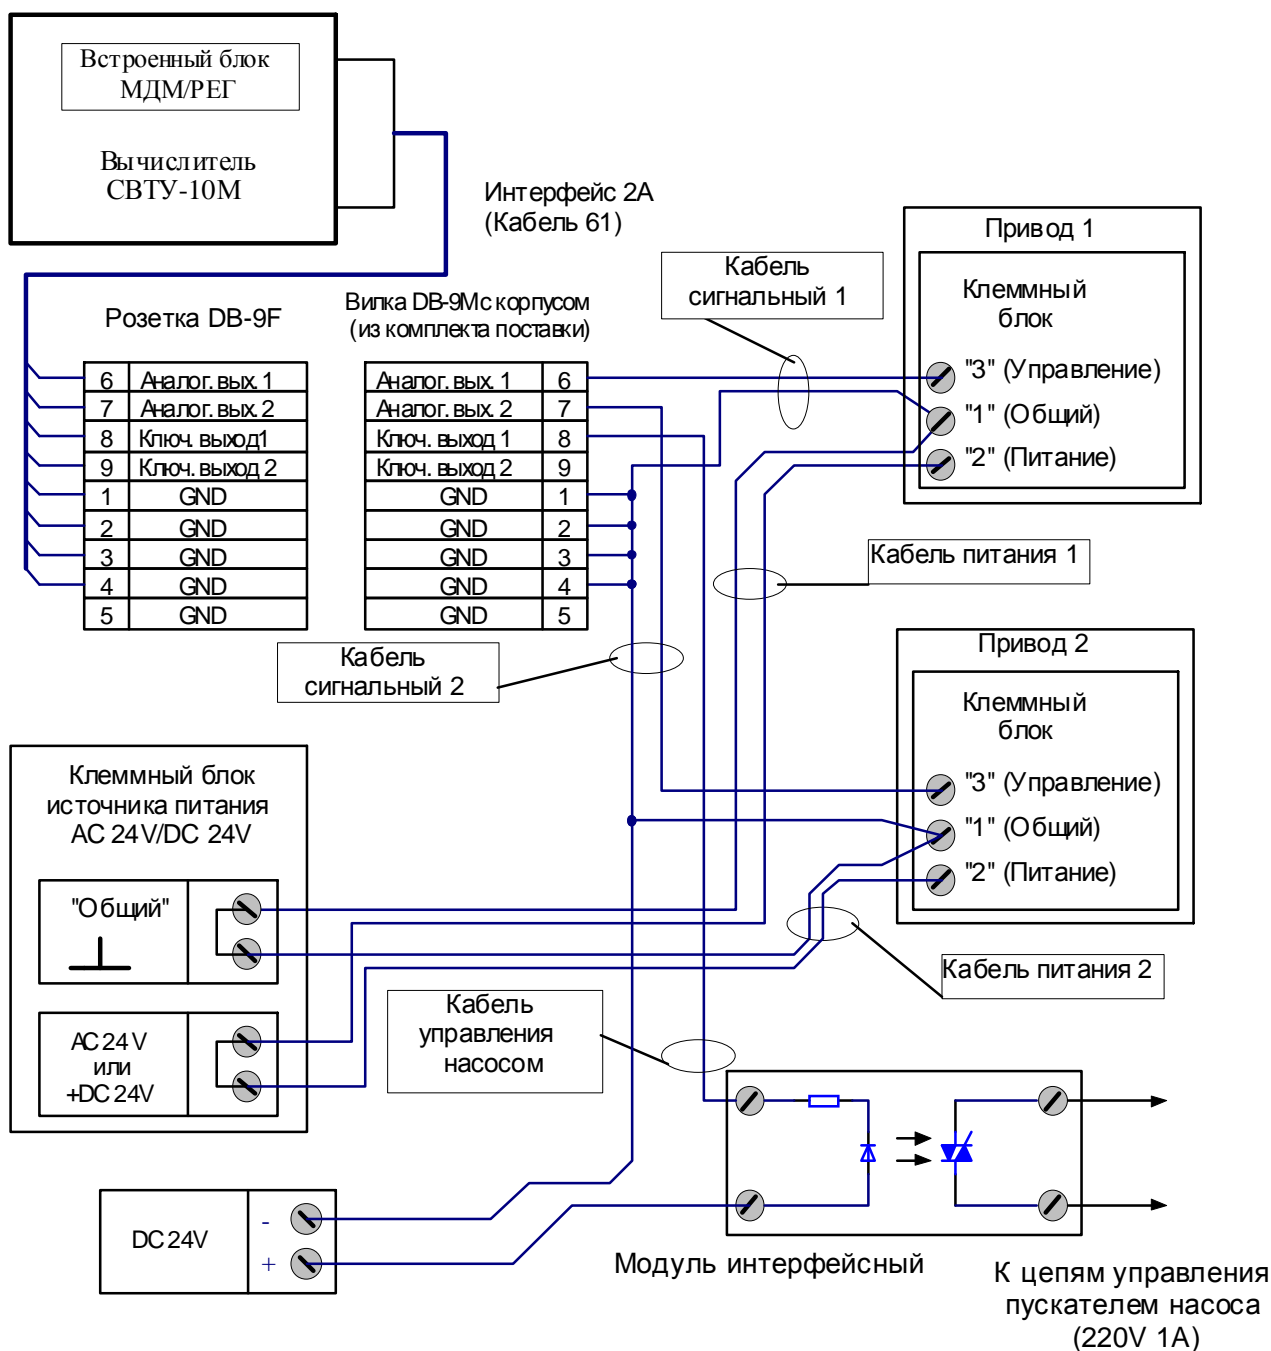 Встроенный блок
МДМ/РЕГ
Вычислитель
СВТУ-10М
Интерфейс 2А
(Кабель 61)
Розетка DB-9F
6 Аналог. вых. 1
7 Аналог. вых. 2
8 Ключ. выход1
9 Ключ. выход 2
1 GND
2 GND
3 GND
4 GND
5 GND
Вилка DB-9М с корпусом
(из комплекта поставки)
Аналог. вых. 1 6
Аналог. вых. 2 7
Ключ. выход 1 8
Ключ. выход 2 9
GND 1
GND 2
GND 3
GND 4
GND 5
Кабель
сигнальный 1
Привод 1
Клеммный
блок
"3" (Управление)
"1" (Общий)
"2" (Питание)
Кабель питания 1
Кабель
сигнальный 2
Привод 2
Клеммный
блок
"3" (Управление)
"1" (Общий)
"2" (Питание)
Кабель питания 2
Клеммный блок
источника питания
AC 24V/DC 24V
"Общий"
AC 24 V
или
+DC 24V
Кабель
управления
насосом
DC 24V
-
+
Модуль интерфейсный
К цепям управления
пускателем насоса
(220V 1A)